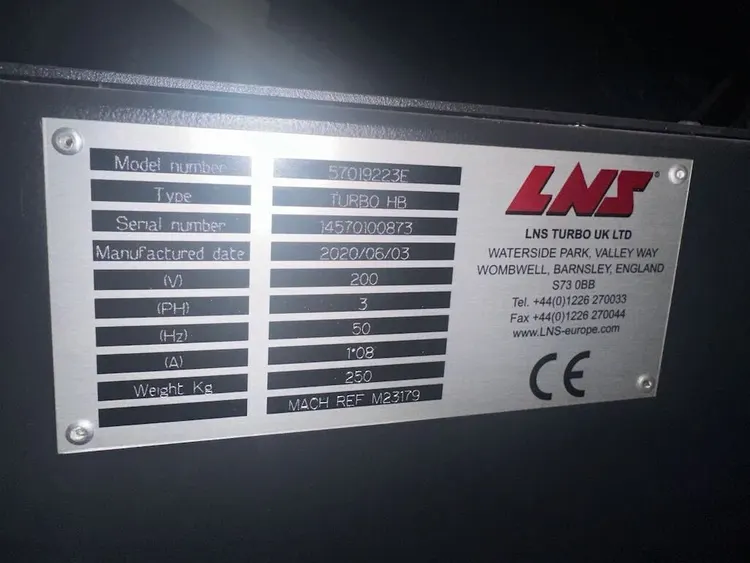 Model number 57019223E
Type TURBO HB
Serial number 14570100873
Manufactured date 2020/06/03
(V) 200
(PH) 3
(Hz) 50
(A) 1*08
Weight Kg 250
MACH REF M23179
LNS®
LNS TURBO UK LTD
WATERSIDE PARK, VALLEY WAY
WOMBWELL, BARNSLEY, ENGLAND
S73 0BB
Tel. +44(0)1226 270033
Fax +44(0)1226 270044
www.LNS-europe.com
CE